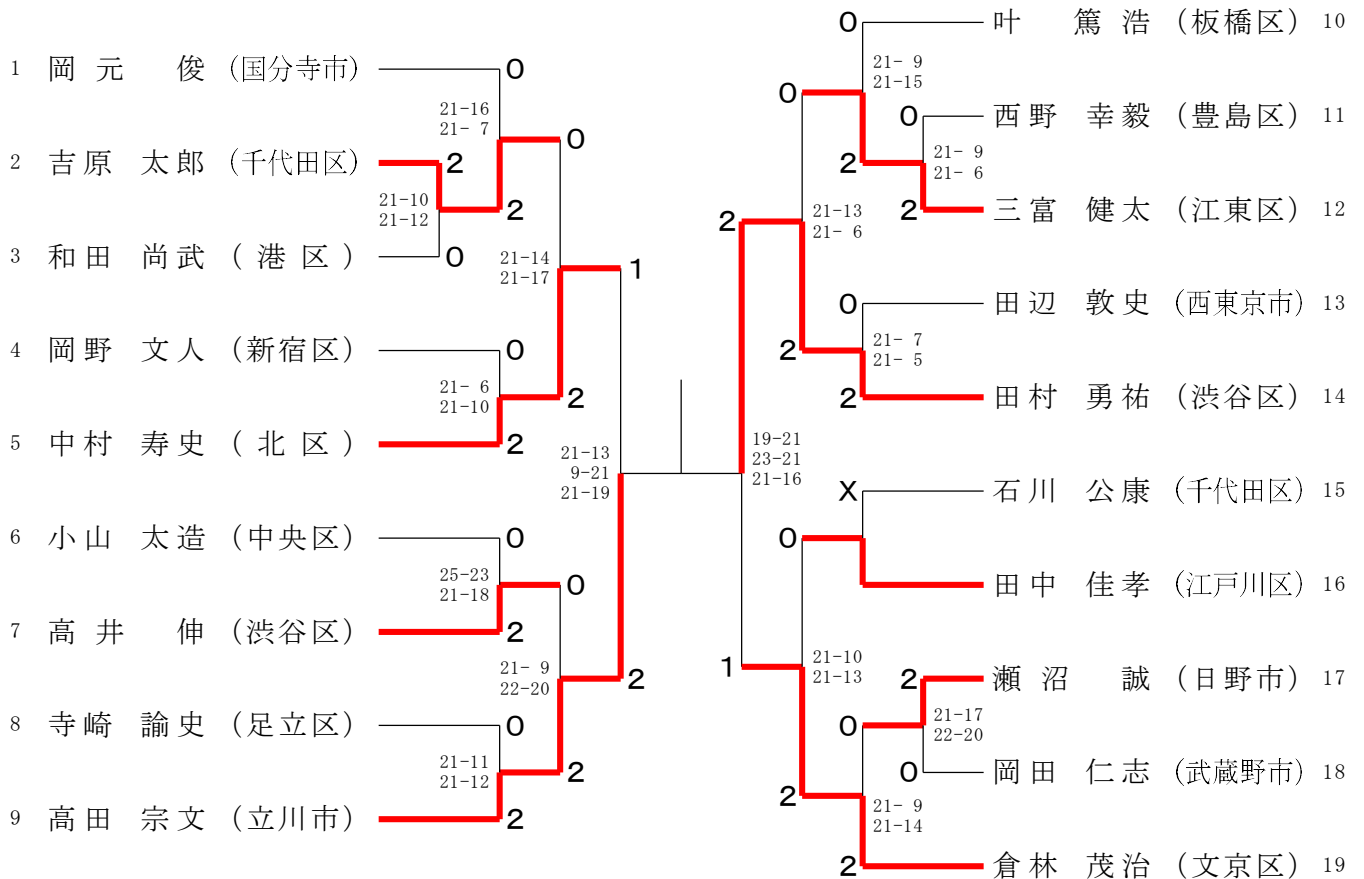 1 岡元 俊 (国分寺市) 0
21-16
21- 7
0
2 吉原 太郎 (千代田区) 2
21-10
21-12
2
3 和田 尚武 (港区) 0
21-14
21-17
1
4 岡野 文人 (新宿区) 0
21- 6
21-10
2
5 中村 寿史 (北区) 2
21-13
9-21
21-19
6 小山 太造 (中央区) 0
25-23
21-18
0
7 高井 伸 (渋谷区) 2
21- 9
22-20
2
8 寺崎 諭史 (足立区) 0
21-11
21-12
2
9 高田 宗文 (立川市) 2
0 叶 篤浩 (板橋区) 10
21- 9
21-15
0
0 西野 幸毅 (豊島区) 11
21- 9
21- 6
2
2 三富 健太 (江東区) 12
2
21-13
21- 6
0 田辺 敦史 (西東京市) 13
21- 7
21- 5
2
2 田村 勇祐 (渋谷区) 14
19-21
23-21
21-16
X 石川 公康 (千代田区) 15
0
田中 佳孝 (江戸川区) 16
1
21-10
21-13
2 瀬沼 誠 (日野市) 17
21-17
22-20
0
0 岡田 仁志 (武蔵野市) 18
2
21- 9
21-14
2 倉林 茂治 (文京区) 19